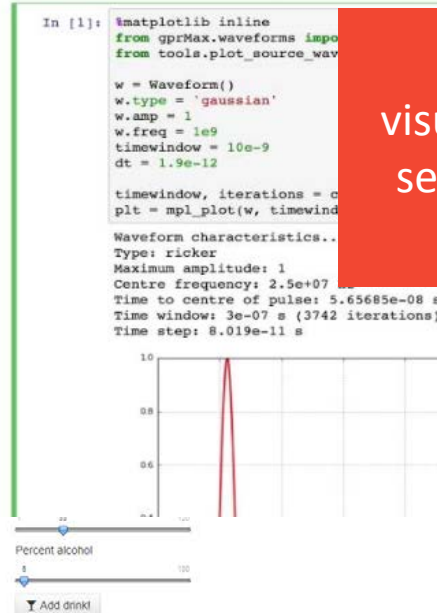 In [1]: %matplotlib inline
from gprMax.waveforms impo
from tools.plot_source_wav
w = Waveform()
w.type = 'gaussian'
w.amp = 1
w.freq = 1e9
timewindow = 10e-9
dt = 1.9e-12
timewindow, iterations = c
plt = mpl_plot(w, timewind
visu
se
Waveform characteristics..
Type: ricker
Maximum amplitude: 1
Centre frequency: 2.5e+07
Time to centre of pulse: 5.65685e-08 s
Time window: 3e-07 s (3742 iterations)
Time step: 8.019e-11 s
1.0
0.8
0.6
Percent alcohol
5 100
Add drink!